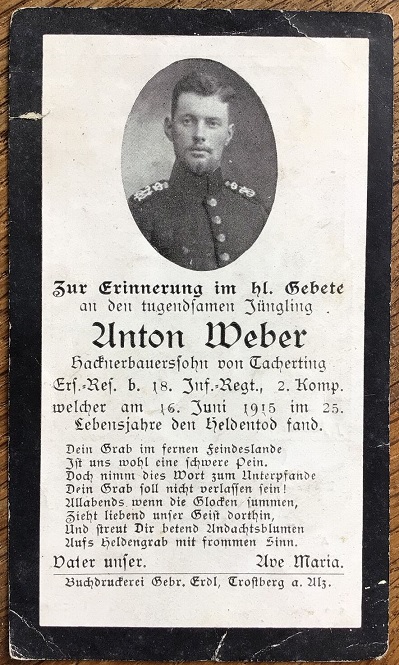 Zur Erinnerung im hl. Gebete
an den tugendsamen Jüngling
Anton Weber
Hacknerbauerssohn von Tacherting
Ers.-Res. b. 18. Inf.-Regt., 2. Komp.
welcher am 16. Juni 1915 im 25.
Lebensjahre den Heldentod fand.
Dein Grab im fernen Feindeslande
Ist uns wohl eine schwere Pein.
Doch nimm dies Wort zum Unterpfande
Dein Grab soll nicht verlassen sein!
Allabends wenn die Glocken summen,
Zieht liebend unser Geist dorthin,
Und streut Dir betend Andachtsblumen
Aufs Heldengrab mit frommen Sinn.
Vater unser. Ave Maria.
Buchdruckerei Gebr. Erdl, Trostberg a. Alz.